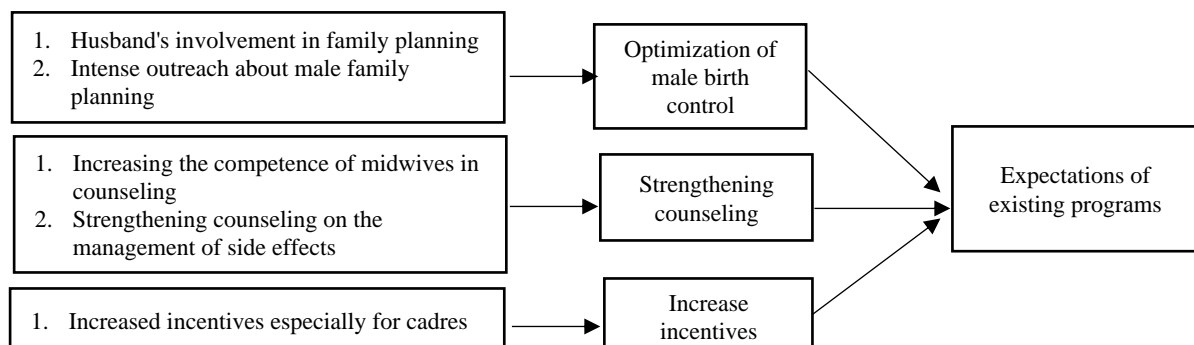 1. Husband's involvement in family planning
2. Intense outreach about male family
planning
Optimization of
male birth
control
1. Increasing the competence of midwives in
counseling
2. Strengthening counseling on the
management of side effects
Strengthening
counseling
1. Increased incentives especially for cadres
Increase
incentives
Expectations of
existing programs